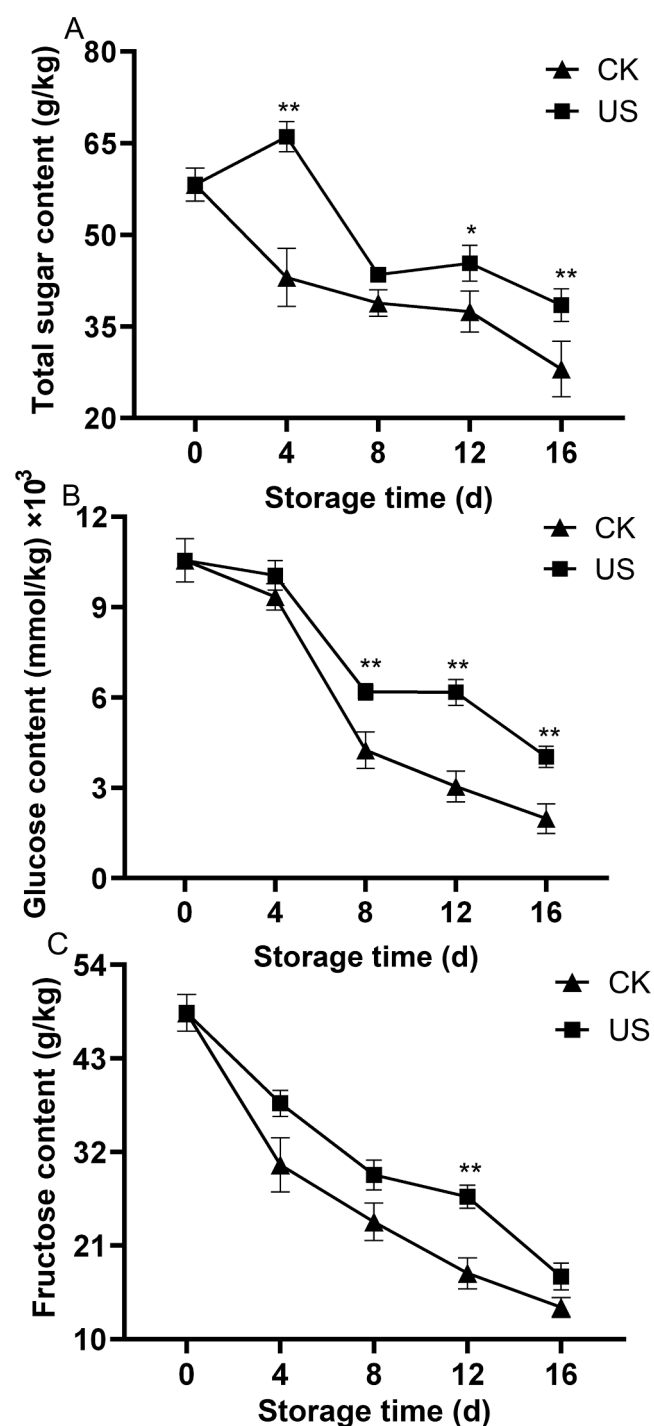 A
Total sugar content (g/kg)
80
65
50
35
20
**
*
**
CK
US
0 4 8 12 16
Storage time (d)
B
Glucose content (mmol/kg) ×10³
12
9
6
3
0
**
**
**
CK
US
0 4 8 12 16
Storage time (d)
C
Fructose content (g/kg)
54
43
32
21
10
**
CK
US
0 4 8 12 16
Storage time (d)